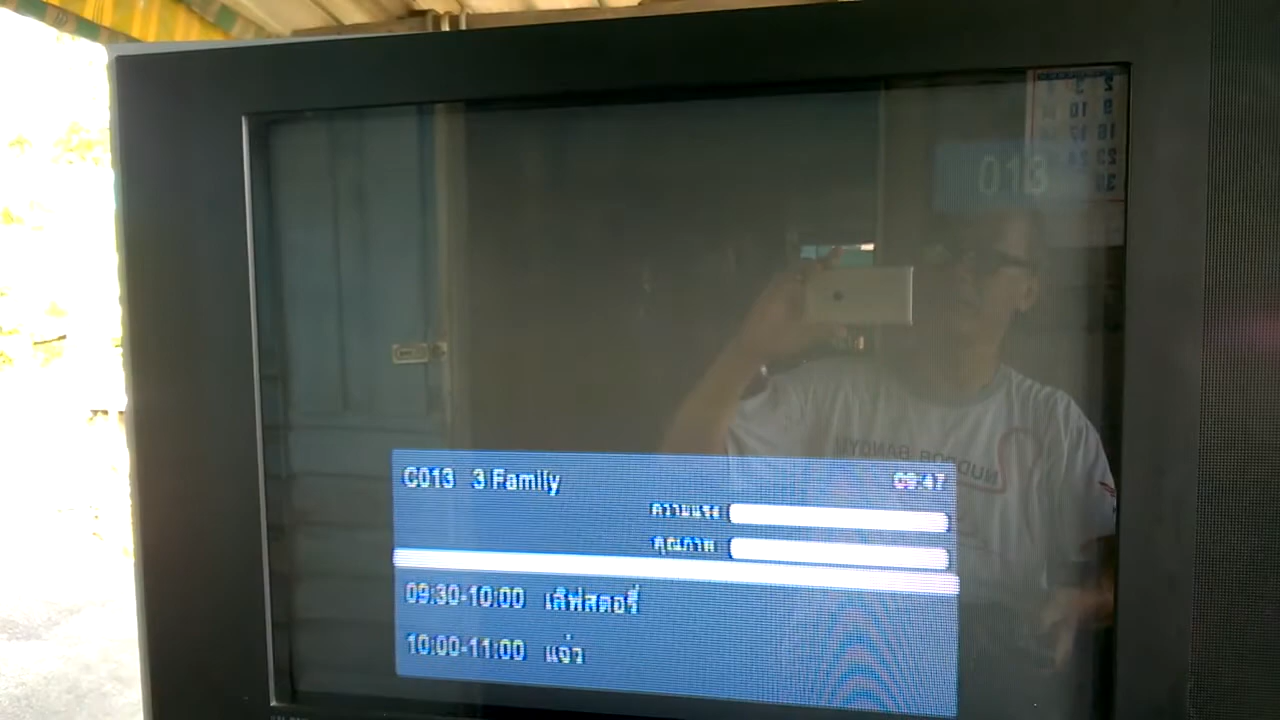 013
C013 3 Family 09:47
ความแรง
คุณภาพ
09:30-10:00 เลิฟสตอรี่
10:00-11:00 แจ๋ว